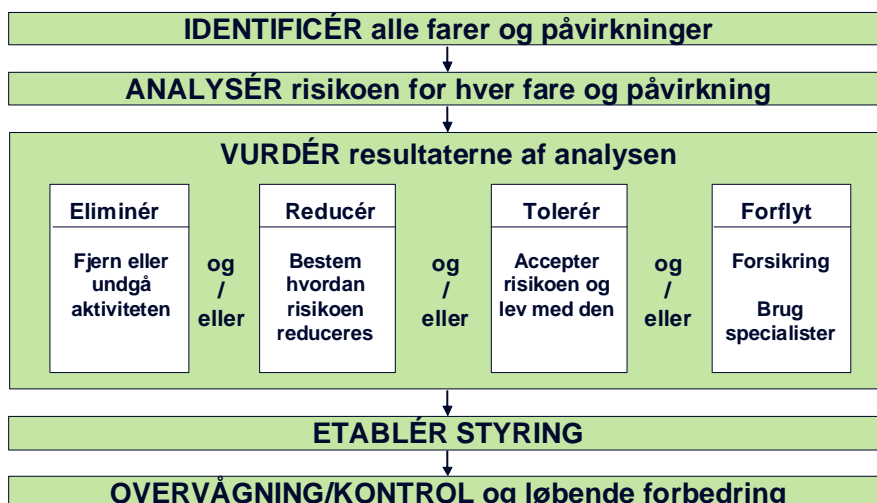 IDENTIFICÉR alle farer og påvirkninger
ANALYSÉR risikoen for hver fare og påvirkning
VURDÉR resultaterne af analysen
Eliminér
Fjern eller
undgå
aktiviteten
og
/
eller
Reducér
Bestem
hvordan
risikoen
reduceres
og
/
eller
Tolerér
Accepter
risikoen og
lev med den
og
/
eller
Forflyt
Forsikring
Brug
specialister
ETABLÉR STYRING
OVERVÅGNING/KONTROL og løbende forbedring